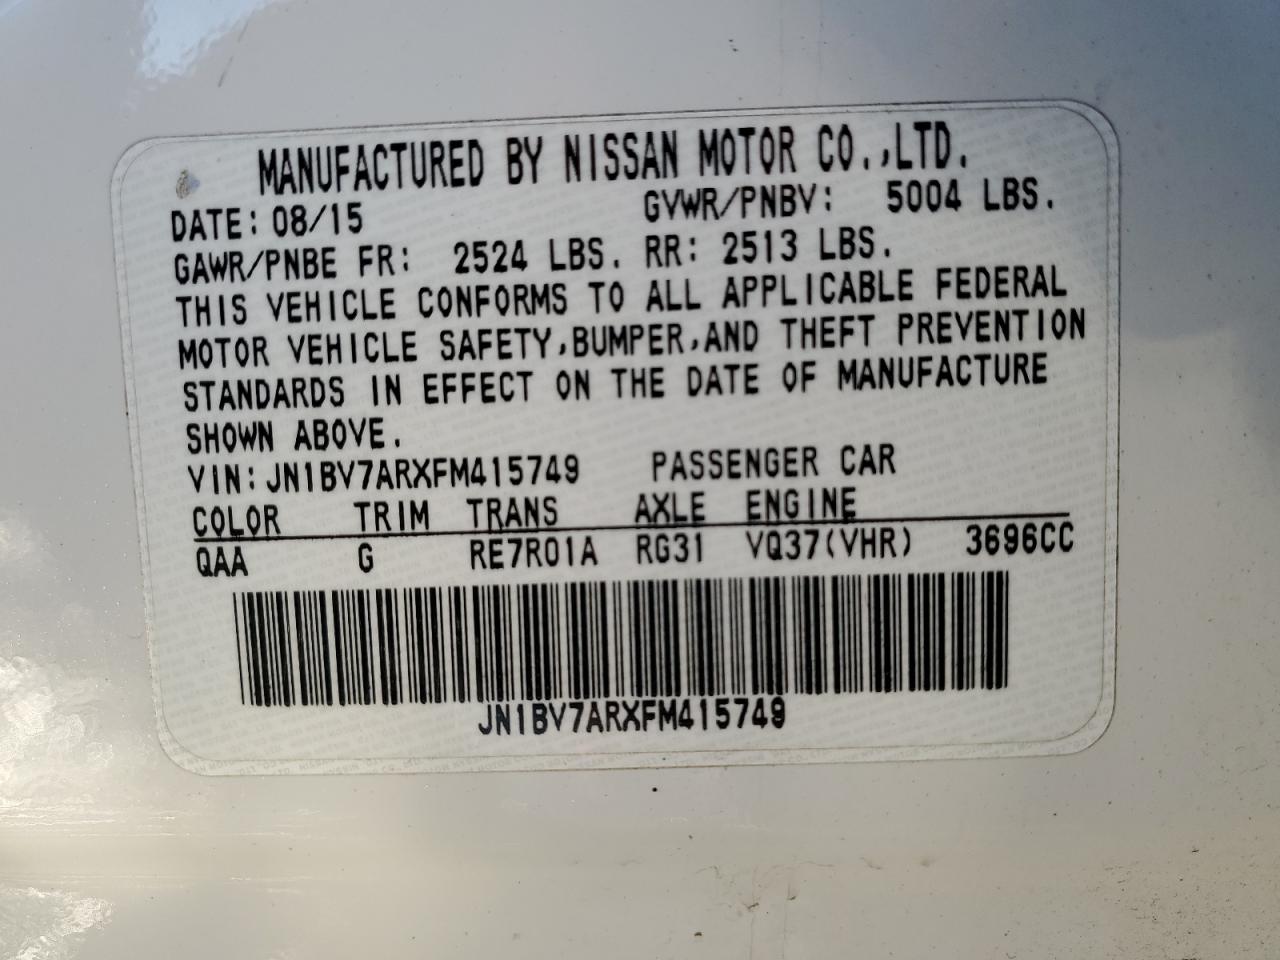 MANUFACTURED BY NISSAN MOTOR CO.,LTD.
DATE: 08/15 GVWR/PNBV: 5004 LBS.
GAWR/PNBE FR: 2524 LBS. RR: 2513 LBS.
THIS VEHICLE CONFORMS TO ALL APPLICABLE FEDERAL
MOTOR VEHICLE SAFETY,BUMPER,AND THEFT PREVENTION
STANDARDS IN EFFECT ON THE DATE OF MANUFACTURE
SHOWN ABOVE.
VIN: JN1BV7ARXFM415749 PASSENGER CAR
COLOR TRIM TRANS AXLE ENGINE
QAA G RE7R01A RG31 VQ37(VHR) 3696CC
JN1BV7ARXFM415749